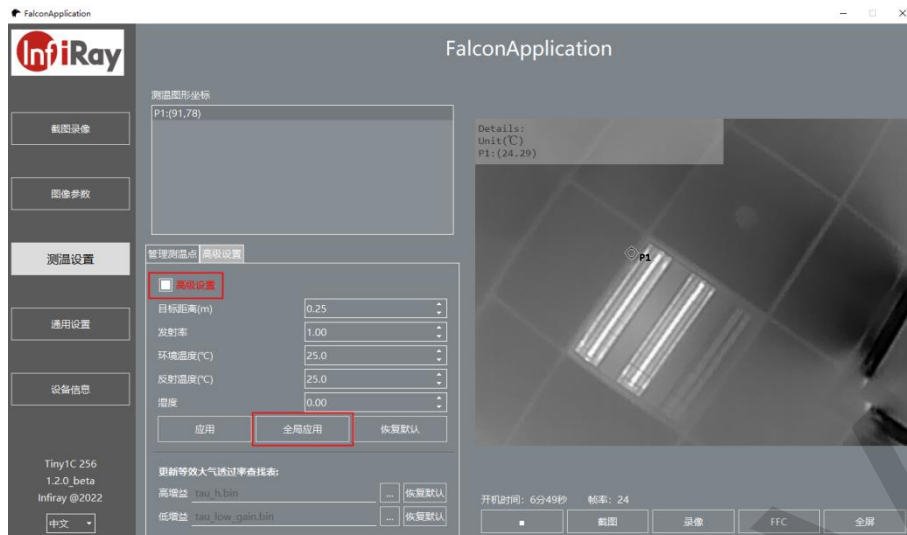 FalconApplication
InfiRay
FalconApplication
截图录像
图像参数
测温设置
通用设置
设备信息
Tiny1C 256
1.2.0_beta
Infiray @2022
中文
测温图形坐标
P1:(91,78)
管理测温点 高级设置
高级设置
目标距离(m) 0.25
发射率 1.00
环境温度(℃) 25.0
反射温度(℃) 25.0
湿度 0.00
应用 全局应用 恢复默认
更新等效大气透过率查找表:
高增益 tau_h.bin ... 恢复默认
低增益 tau_low_gain.bin ... 恢复默认
Details:
Unit(℃)
P1:(24.29)
P1
开机时间: 6分49秒 帧率: 24
截图 录像 FFC 全屏